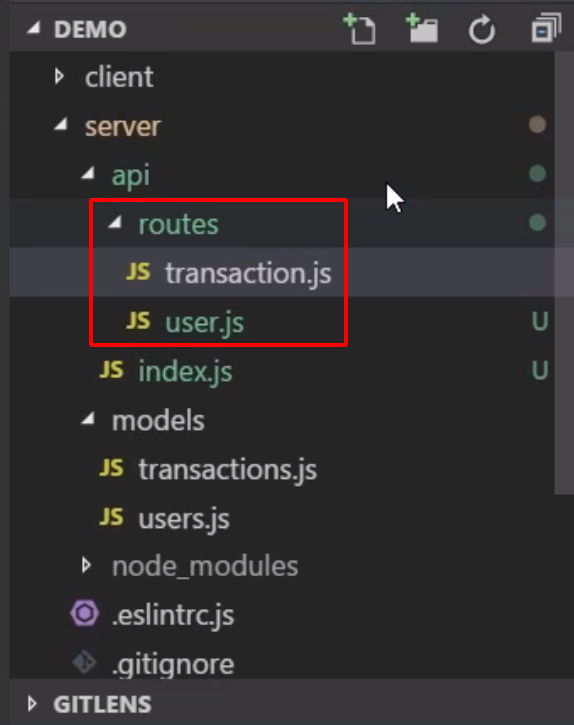 DEMO
client
server
api
routes
JS transaction.js
JS user.js U
JS index.js U
models
JS transactions.js
JS users.js
node_modules
.eslintrc.js
.gitignore
GITLENS